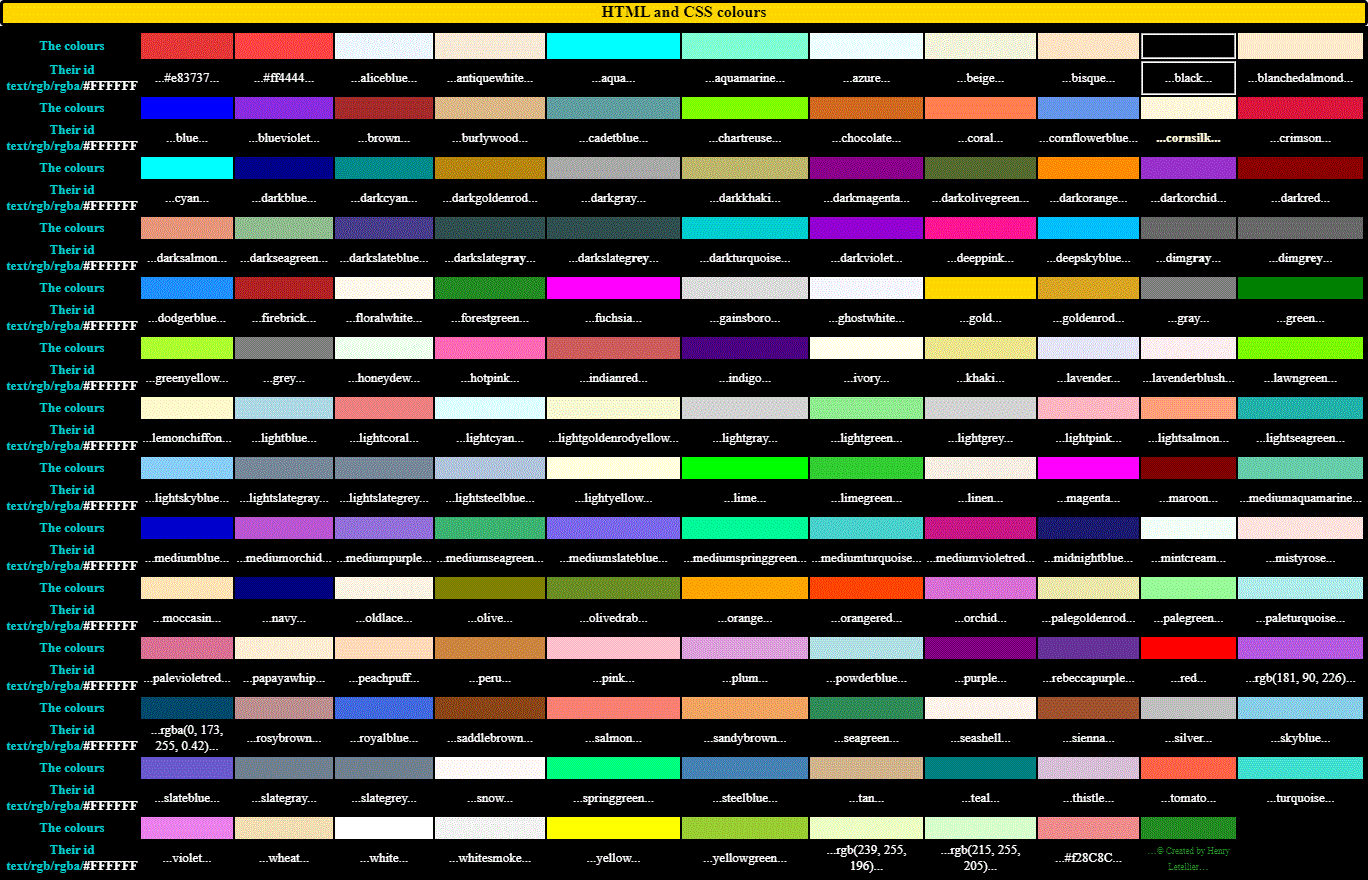 HTML and CSS colours
The colours
Their id ...#e83737... ...#ff4444... ...aliceblue... ...antiquewhite... ...aqua... ...aquamarine... ...azure... ...beige... ...bisque... ...black... ...blanchedalmond...
text/rgb/rgba/#FFFFFF
The colours
Their id ...blue... ...blueviolet... ...brown... ...burlywood... ...cadetblue... ...chartreuse... ...chocolate... ...coral... ...cornflowerblue... ...cornsilk... ...crimson...
text/rgb/rgba/#FFFFFF
The colours
Their id ...cyan... ...darkblue... ...darkcyan... ...darkgoldenrod... ...darkgray... ...darkkhaki... ...darkmagenta... ...darkolivegreen... ...darkorange... ...darkorchid... ...darkred...
text/rgb/rgba/#FFFFFF
The colours
Their id ...darksalmon... ...darkseagreen... ...darkslateblue... ...darkslategray... ...darkslategrey... ...darkturquoise... ...darkviolet... ...deeppink... ...deepskyblue... ...dimgray... ...dimgrey...
text/rgb/rgba/#FFFFFF
The colours
Their id ...dodgerblue... ...firebrick... ...floralwhite... ...forestgreen... ...fuchsia... ...gainsboro... ...ghostwhite... ...gold... ...goldenrod... ...gray... ...green...
text/rgb/rgba/#FFFFFF
The colours
Their id ...greenyellow... ...grey... ...honeydew... ...hotpink... ...indianred... ...indigo... ...ivory... ...khaki... ...lavender... ...lavenderblush... ...lawngreen...
text/rgb/rgba/#FFFFFF
The colours
Their id ...lemonchiffon... ...lightblue... ...lightcoral... ...lightcyan... ...lightgoldenrodyellow... ...lightgray... ...lightgreen... ...lightgrey... ...lightpink... ...lightsalmon... ...lightseagreen...
text/rgb/rgba/#FFFFFF
The colours
Their id ...lightskyblue... ...lightslategray... ...lightslategrey... ...lightsteelblue... ...lightyellow... ...lime... ...limegreen... ...linen... ...magenta... ...maroon... ...mediumaquamarine...
text/rgb/rgba/#FFFFFF
The colours
Their id ...mediumblue... ...mediumorchid... ...mediumpurple... ...mediumseagreen... ...mediumslateblue... ...mediumspringgreen... ...mediumturquoise... ...mediumvioletred... ...midnightblue... ...mintcream... ...mistyrose...
text/rgb/rgba/#FFFFFF
The colours
Their id ...moccasin... ...navy... ...oldlace... ...olive... ...olivedrab... ...orange... ...orangered... ...orchid... ...palegoldenrod... ...palegreen... ...paleturquoise...
text/rgb/rgba/#FFFFFF
The colours
Their id ...palevioletred... ...papayawhip... ...peachpuff... ...peru... ...pink... ...plum... ...powderblue... ...purple... ...rebeccapurple... ...red... ...rgb(181, 90, 226)...
text/rgb/rgba/#FFFFFF
The colours
Their id ...rgba(0, 173, 255, 0.42)... ...rosybrown... ...royalblue... ...saddlebrown... ...salmon... ...sandybrown... ...seagreen... ...seashell... ...sienna... ...silver... ...skyblue...
text/rgb/rgba/#FFFFFF
The colours
Their id ...slateblue... ...slategray... ...slategrey... ...snow... ...springgreen... ...steelblue... ...tan... ...teal... ...thistle... ...tomato... ...turquoise...
text/rgb/rgba/#FFFFFF
The colours
Their id ...violet... ...wheat... ...white... ...whitesmoke... ...yellow... ...yellowgreen... ...rgb(239, 255, 196)... ...rgb(215, 255, 205)... ...#f28C8C... ...© Created by Henry Letellier...
text/rgb/rgba/#FFFFFF